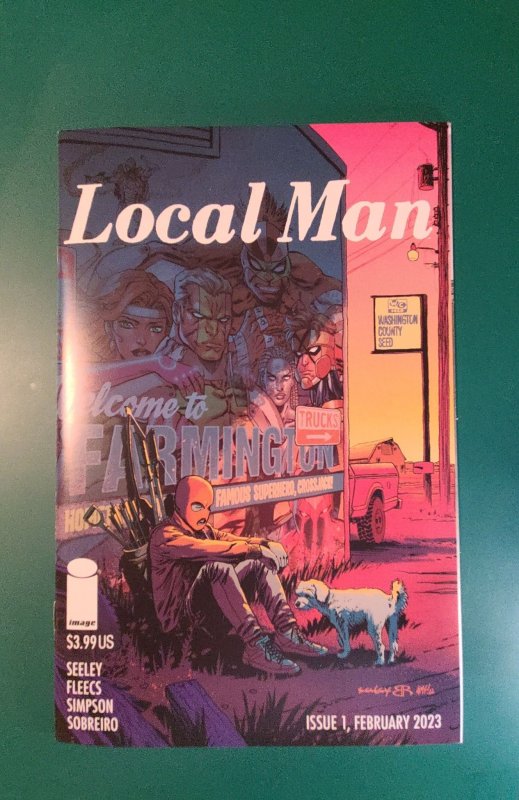 Local Man
WASHINGTON
COUNTY
SEED
Welcome to
TRUCKS
FARMINGTON
FAMOUS SUPERHERO, CROSSJACK!
image
$3.99 US
SEELEY
FLEECS
SIMPSON
SOBREIRO
ISSUE 1, FEBRUARY 2023